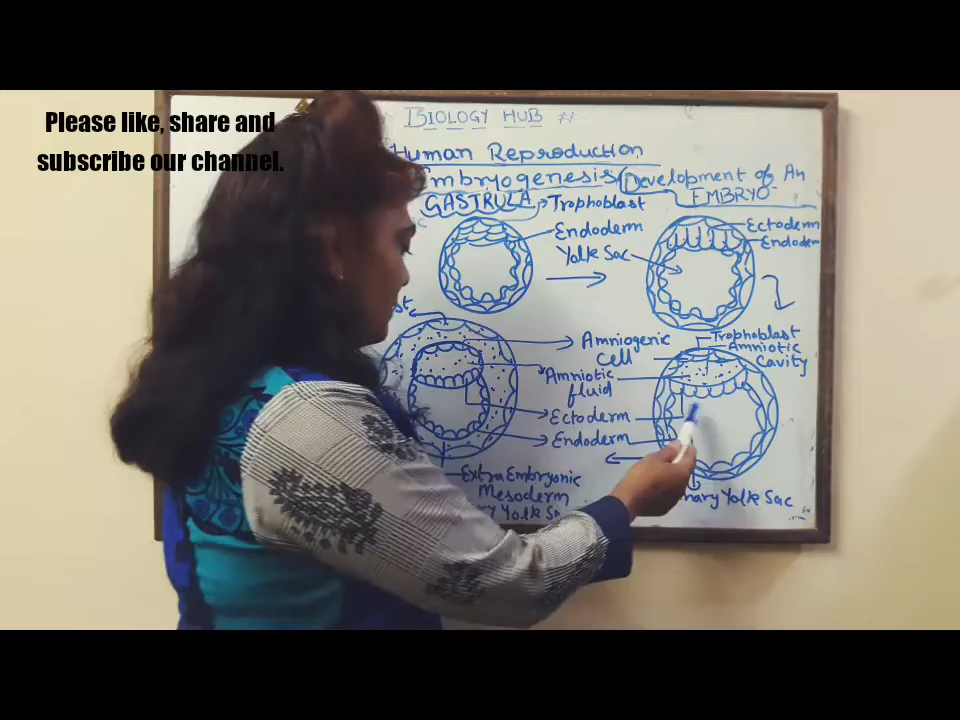 Please like, share and
subscribe our channel.
BIOLOGY HUB #
Human Reproduction
Embryogenesis (Development of An
EMBRYO
GASTRULA
Trophoblast
Endoderm
Yolk Sac
Ectoderm
Endoderm
Amniogenic
Cell
Amniotic
fluid
Ectoderm
Endoderm
Trophoblast
Amniotic
Cavity
Extra Embryonic
Mesoderm
Yolk
Yolk Sac